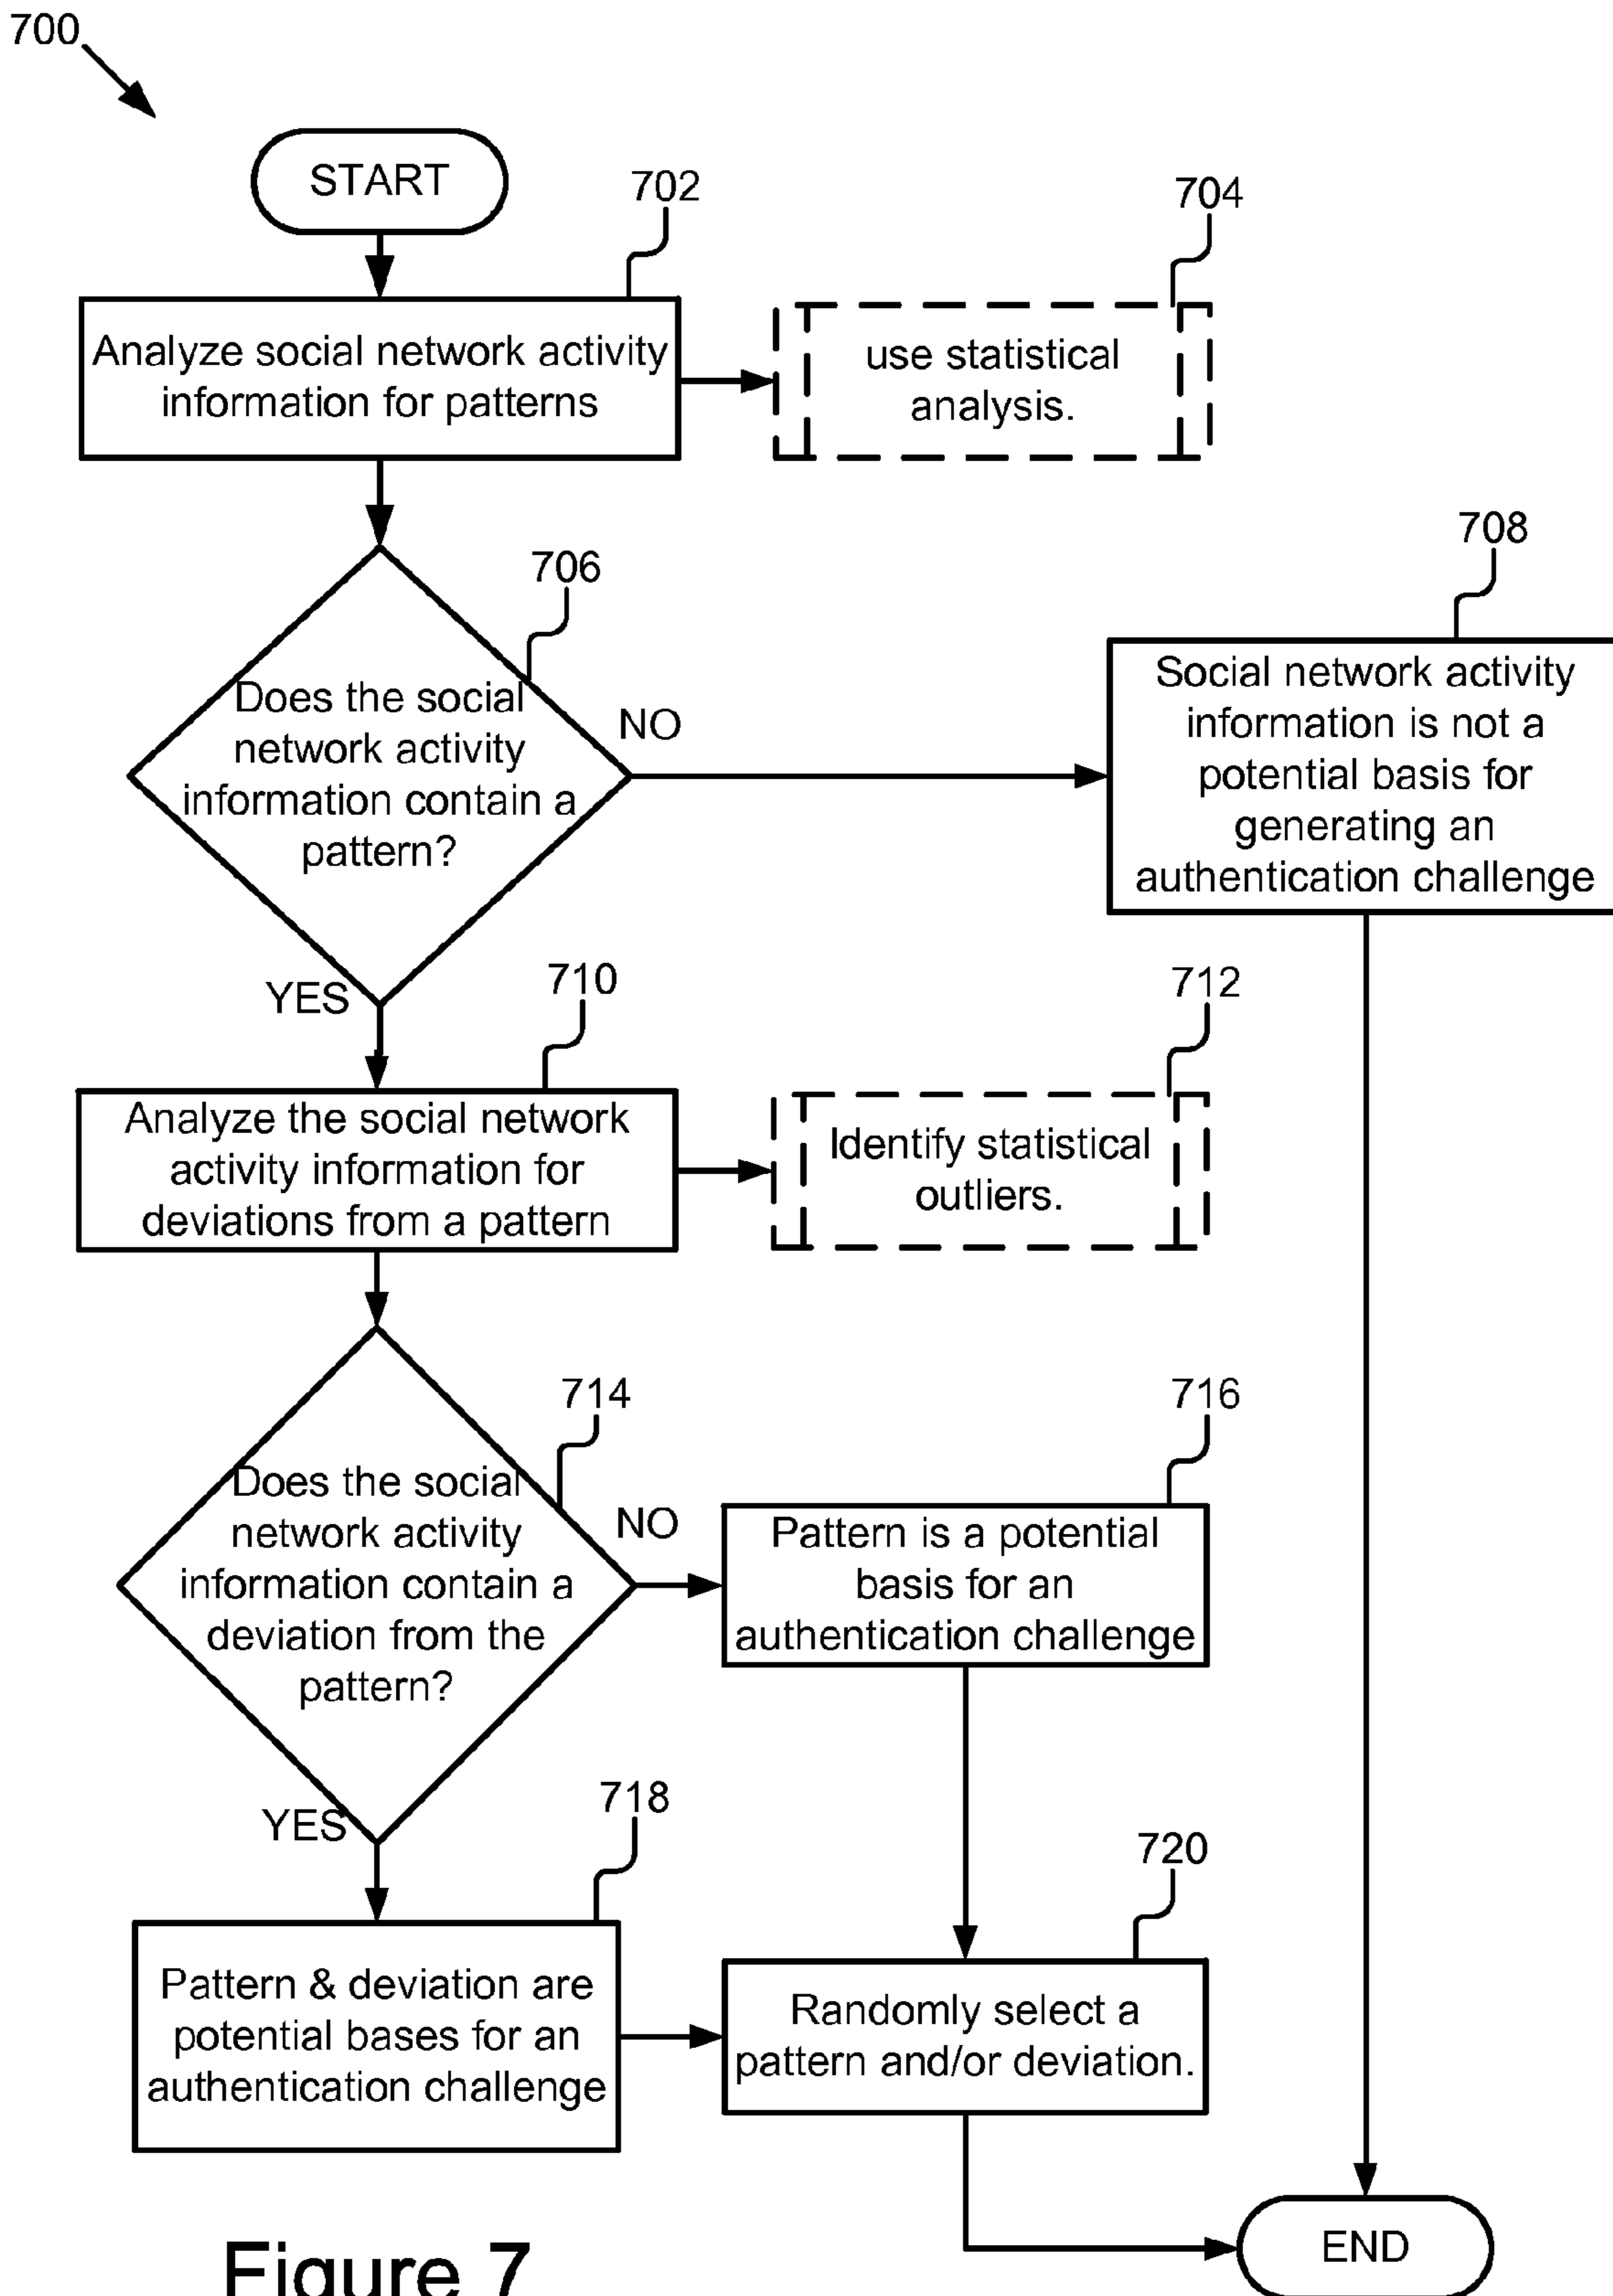 700
START
702
704
Analyze social network activity
information for patterns
use statistical
analysis.
706
708
Does the social
network activity
information contain a
pattern?
NO
Social network activity
information is not a
potential basis for
generating an
authentication challenge
YES
710
712
Analyze the social network
activity information for
deviations from a pattern
Identify statistical
outliers.
714
716
Does the social
network activity
information contain a
deviation from the
pattern?
NO
Pattern is a potential
basis for an
authentication challenge
YES
718
720
Pattern & deviation are
potential bases for an
authentication challenge
Randomly select a
pattern and/or deviation.
END
Figure 7